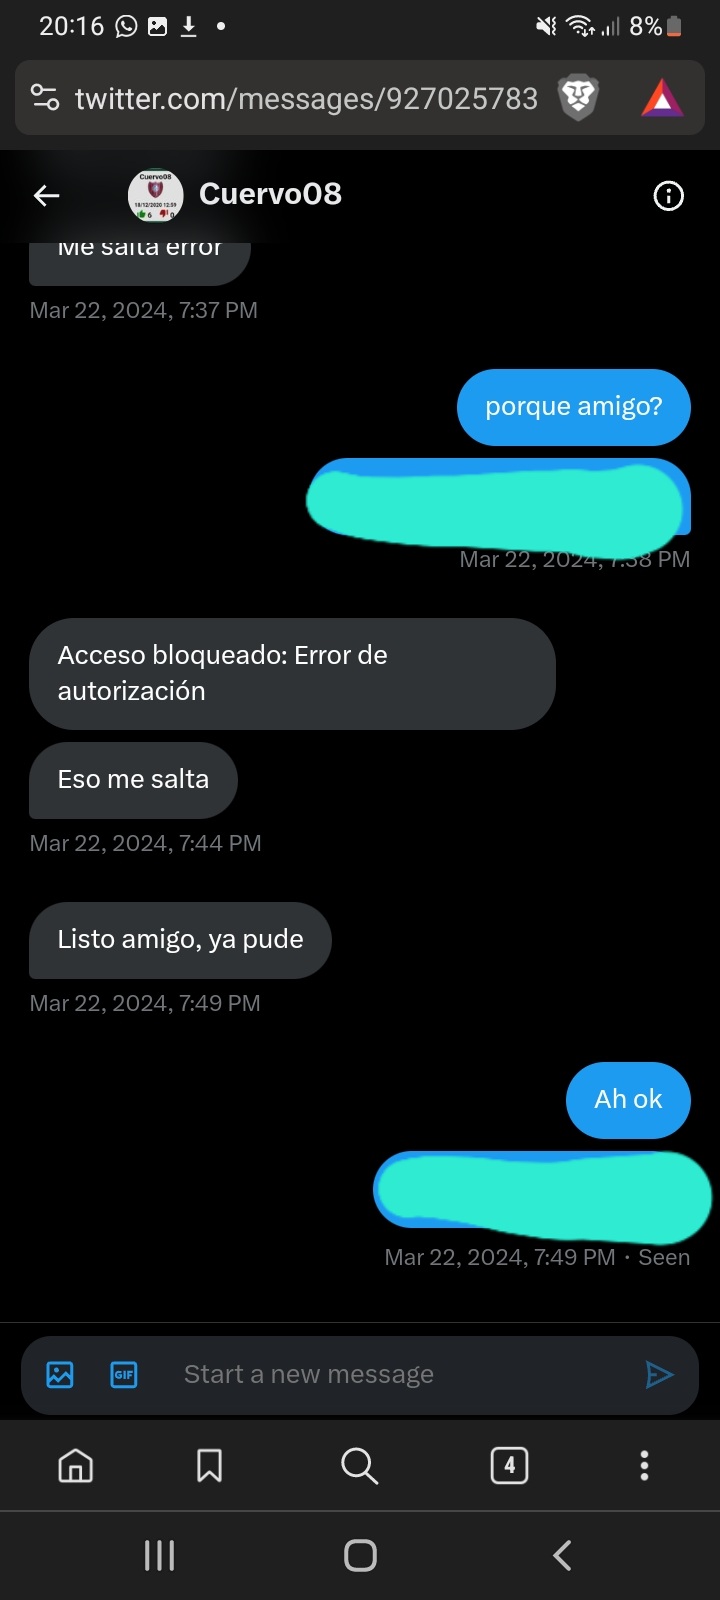 20:16
8%
twitter.com/messages/927025783
Cuervo08
18/12/2020 12:59
6
0
Cuervo08
Me salta error
Mar 22, 2024, 7:37 PM
porque amigo?
Mar 22, 2024, 7:38 PM
Acceso bloqueado: Error de
autorización
Eso me salta
Mar 22, 2024, 7:44 PM
Listo amigo, ya pude
Mar 22, 2024, 7:49 PM
Ah ok
Mar 22, 2024, 7:49 PM · Seen
GIF
Start a new message
4